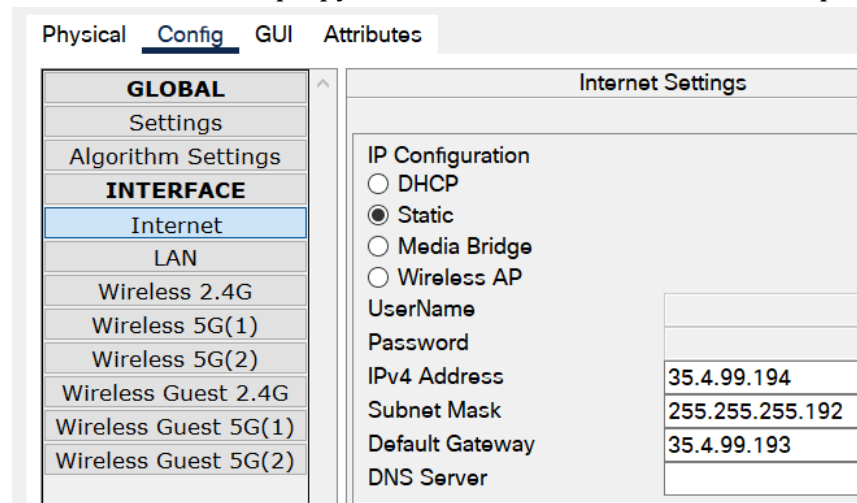 Physical Config GUI Attributes
GLOBAL
Settings
Algorithm Settings
INTERFACE
Internet
LAN
Wireless 2.4G
Wireless 5G(1)
Wireless 5G(2)
Wireless Guest 2.4G
Wireless Guest 5G(1)
Wireless Guest 5G(2)
Internet Settings
IP Configuration
DHCP
Static
Media Bridge
Wireless AP
UserName
Password
IPv4 Address 35.4.99.194
Subnet Mask 255.255.255.192
Default Gateway 35.4.99.193
DNS Server